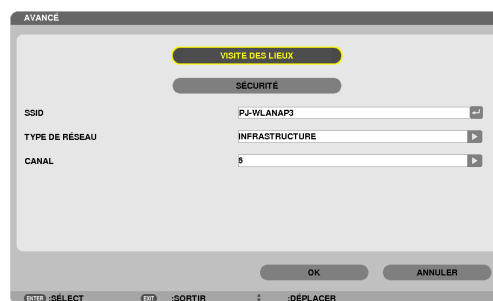 AVANCÉ
VISITE DES LIEUX
SÉCURITÉ
SSID PJ-WLANAP3
TYPE DE RÉSEAU INFRASTRUCTURE
CANAL 6
OK ANNULER
ENTER :SÉLECT EXIT :SORTIR :DÉPLACER